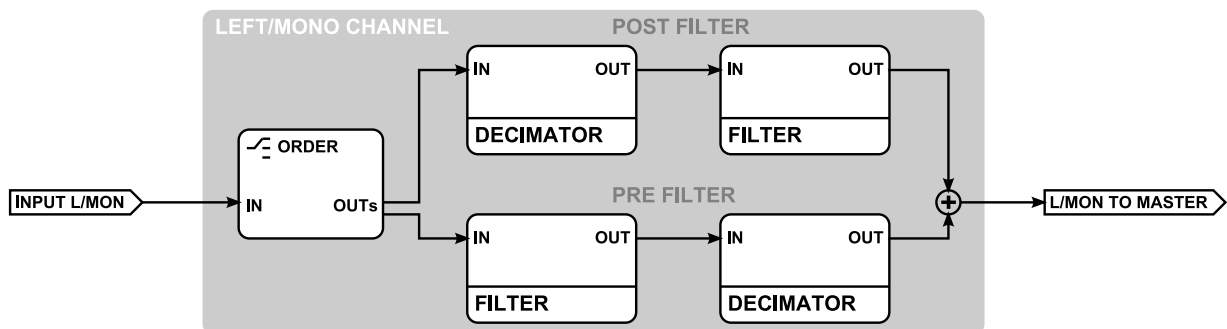 LEFT/MONO CHANNEL
POST FILTER
IN OUT
DECIMATOR
IN OUT
FILTER
ORDER
IN OUTs
INPUT L/MON
PRE FILTER
IN OUT
FILTER
IN OUT
DECIMATOR
+
L/MON TO MASTER